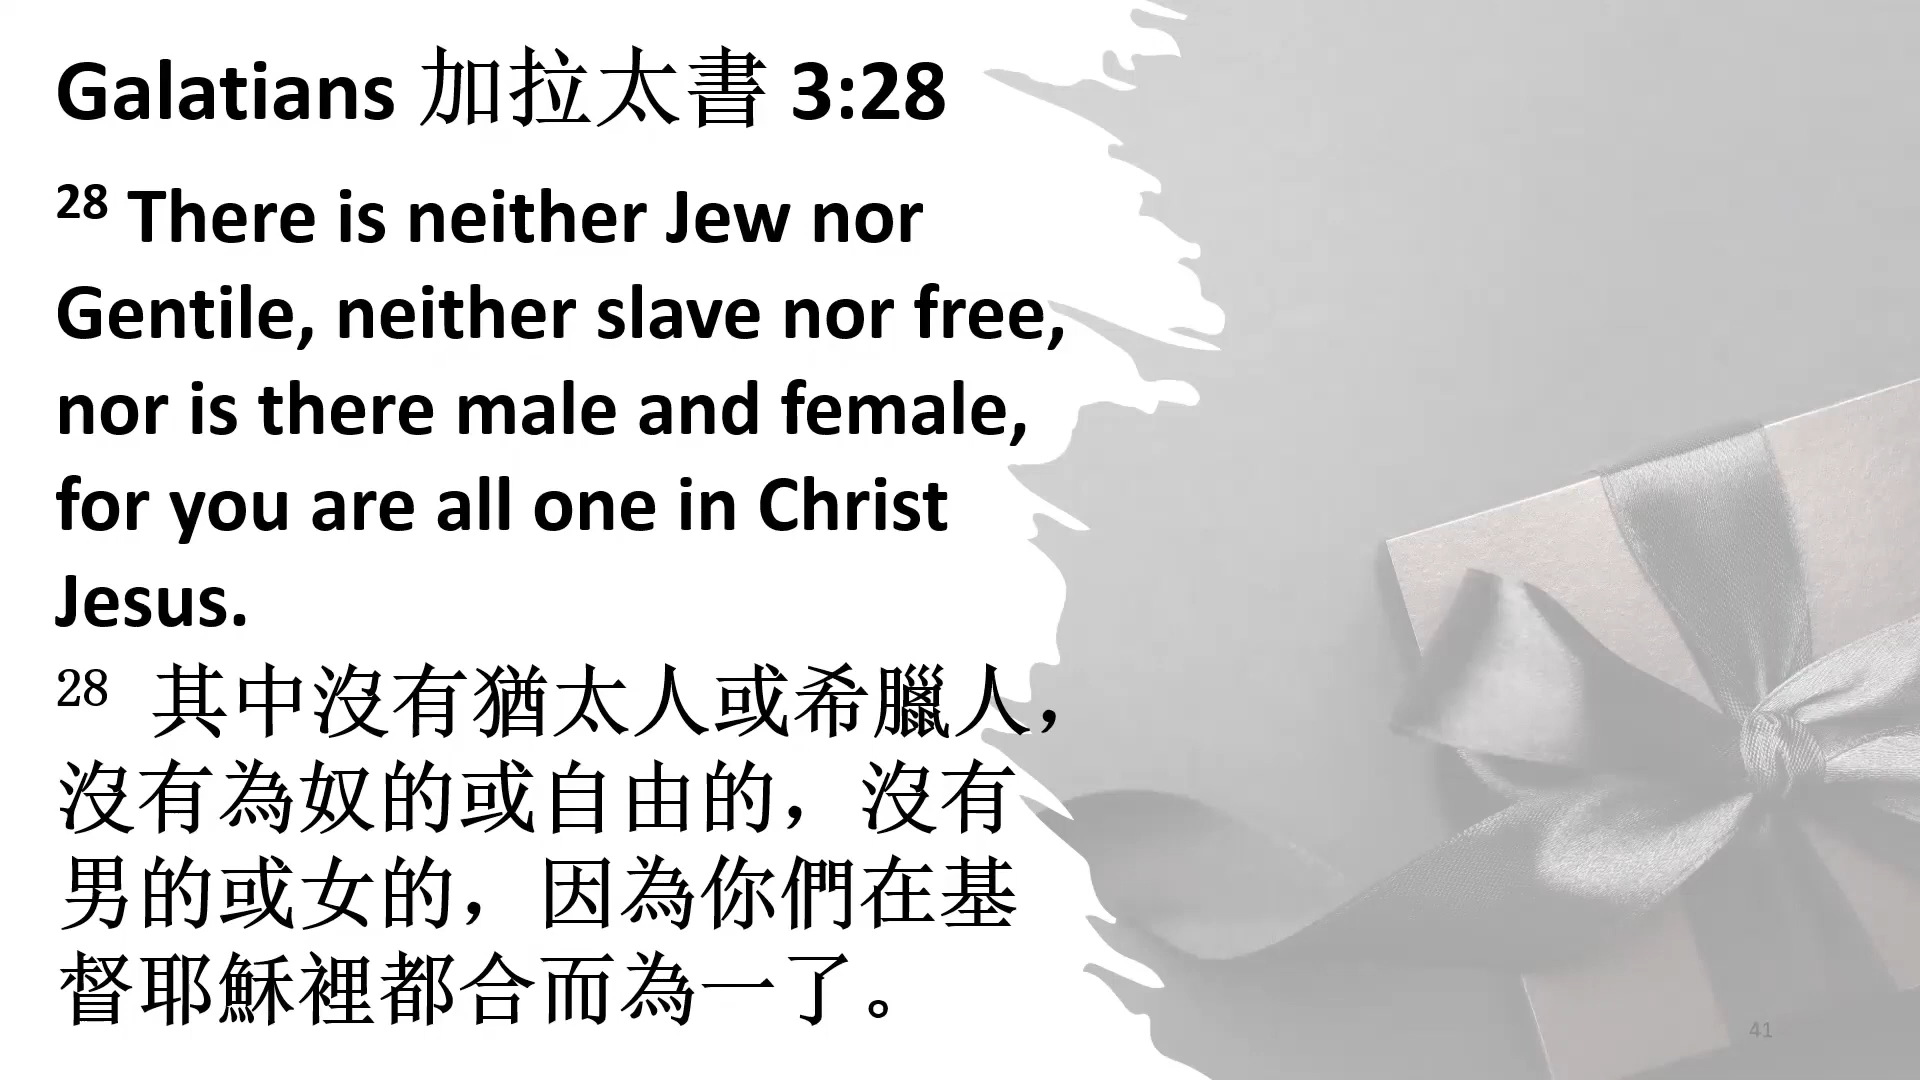 Galatians 加拉太書 3:28
28 There is neither Jew nor
Gentile, neither slave nor free,
nor is there male and female,
for you are all one in Christ
Jesus.
28 其中沒有猶太人或希臘人，
沒有為奴的或自由的，沒有
男的或女的，因為你們在基
督耶穌裡都合而為一了。
41